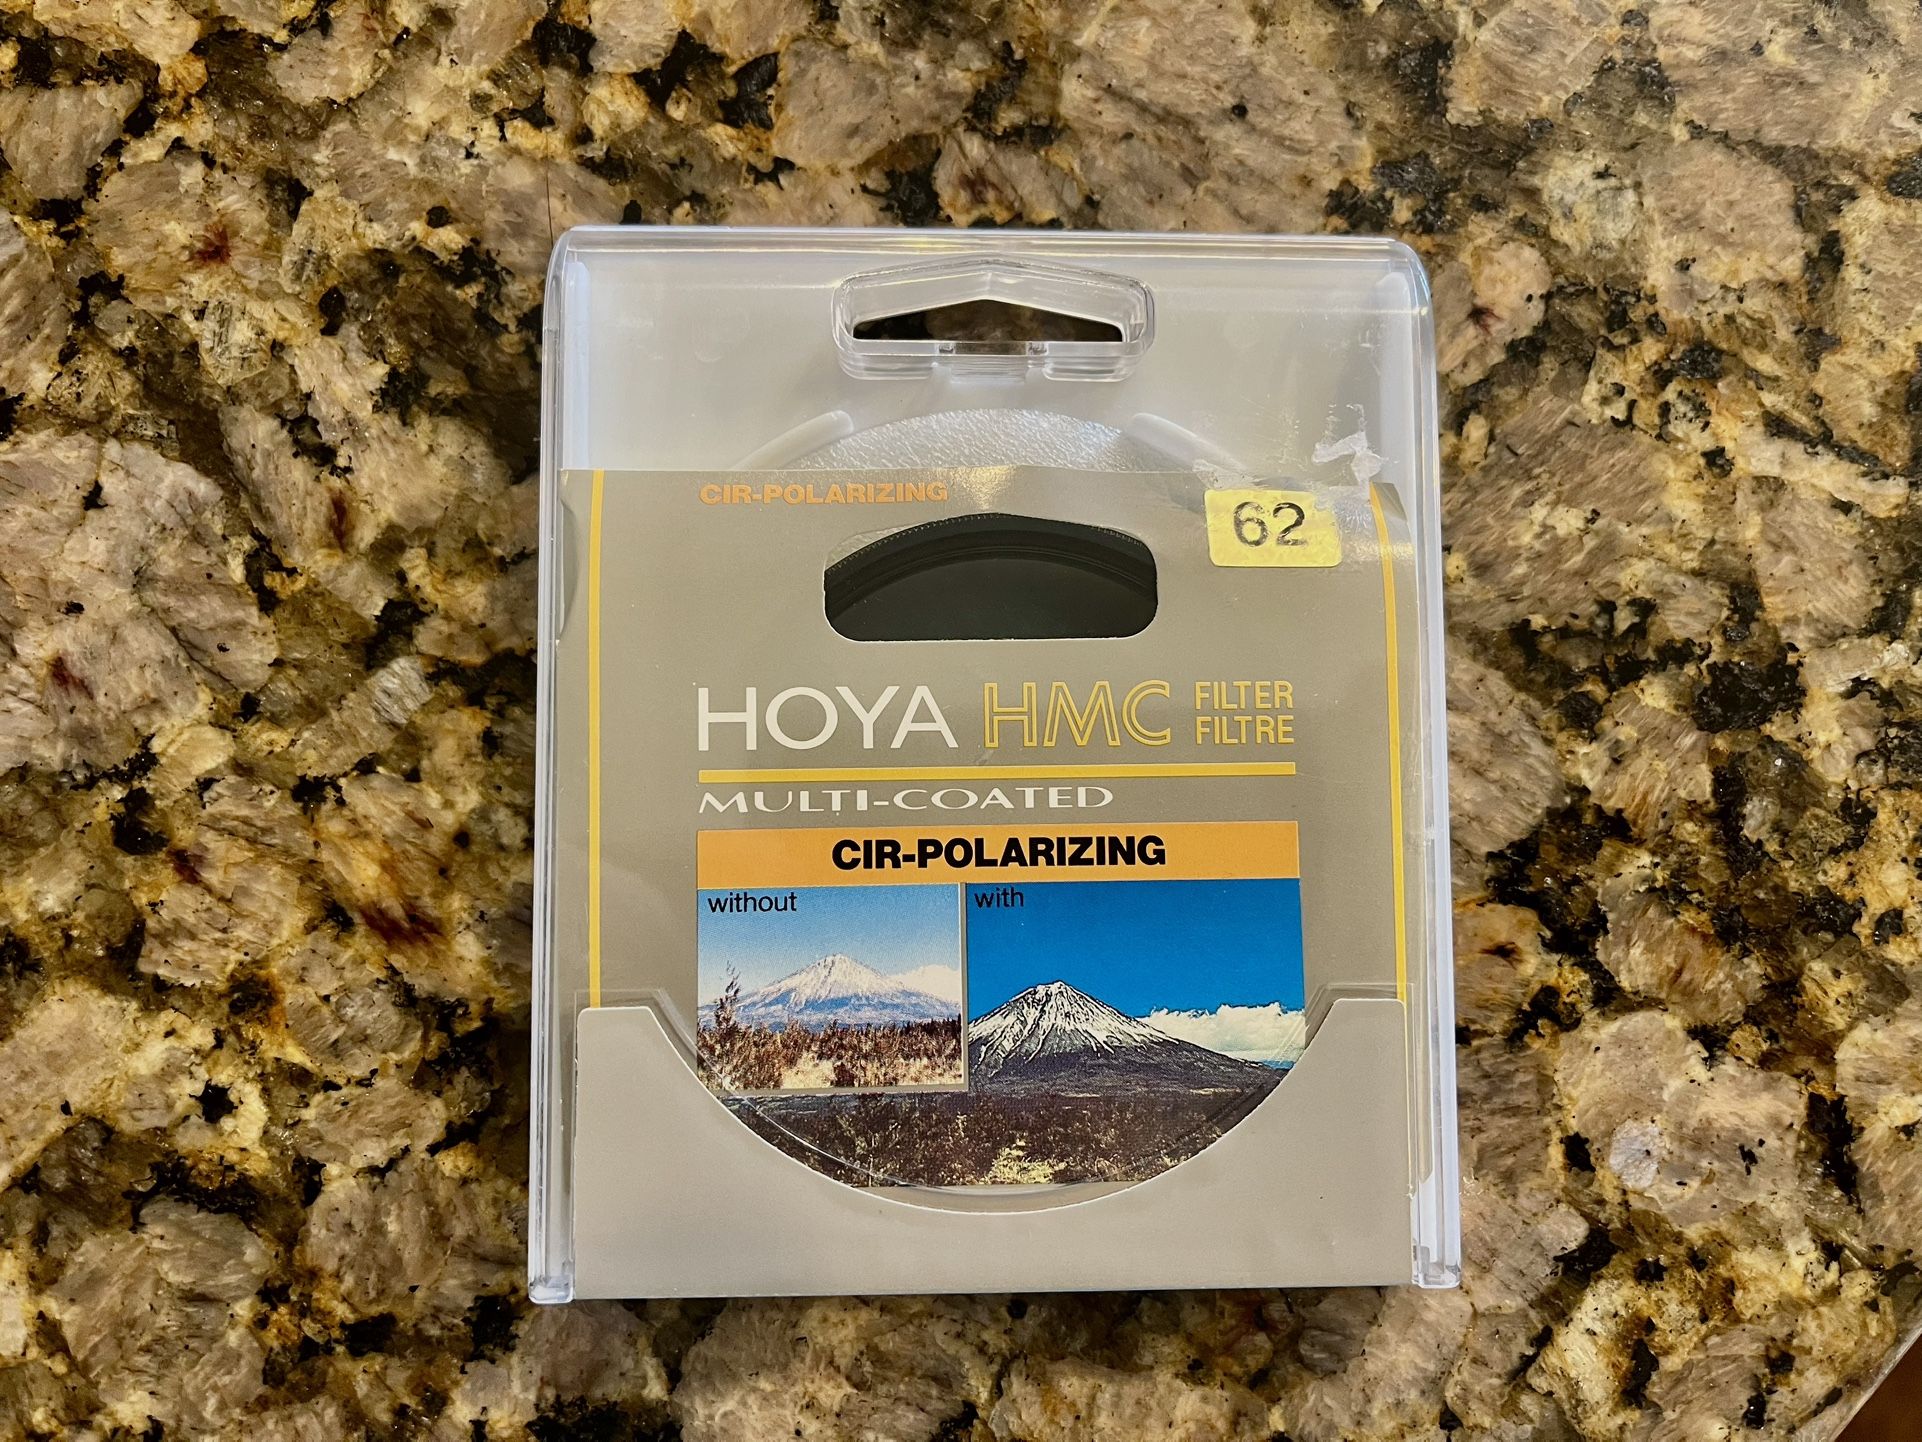 CIR-POLARIZING
62
HOYA HMC FILTER
FILTRE
MULTI-COATED
CIR-POLARIZING
without
with